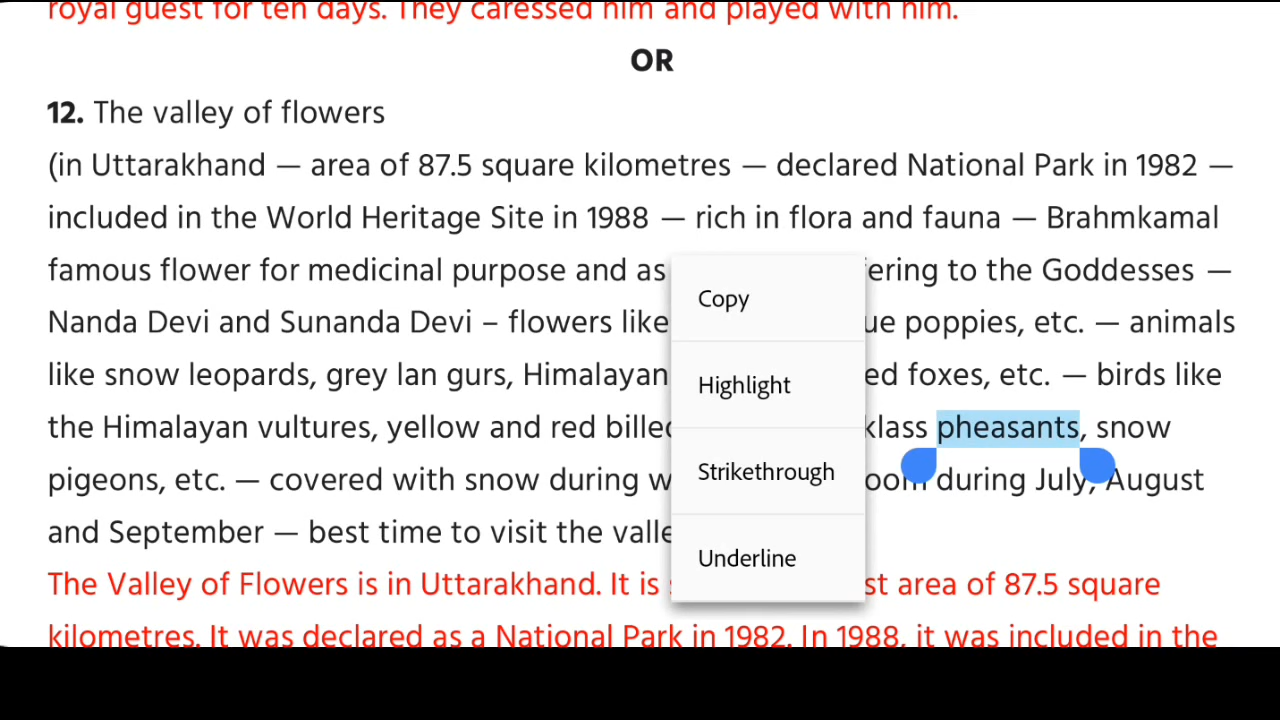 royal guest for ten days. They caressed him and played with him.
OR
12. The valley of flowers
(in Uttarakhand — area of 87.5 square kilometres — declared National Park in 1982 —
included in the World Heritage Site in 1988 — rich in flora and fauna — Brahmkamal
famous flower for medicinal purpose and as fering to the Goddesses —
Nanda Devi and Sunanda Devi – flowers like ue poppies, etc. — animals
like snow leopards, grey lan gurs, Himalayan ed foxes, etc. — birds like
the Himalayan vultures, yellow and red billed klass pheasants, snow
pigeons, etc. — covered with snow during w oom during July, August
and September — best time to visit the valle
The Valley of Flowers is in Uttarakhand. It is st area of 87.5 square
kilometres. It was declared as a National Park in 1982. In 1988, it was included in the
Copy
Highlight
Strikethrough
Underline